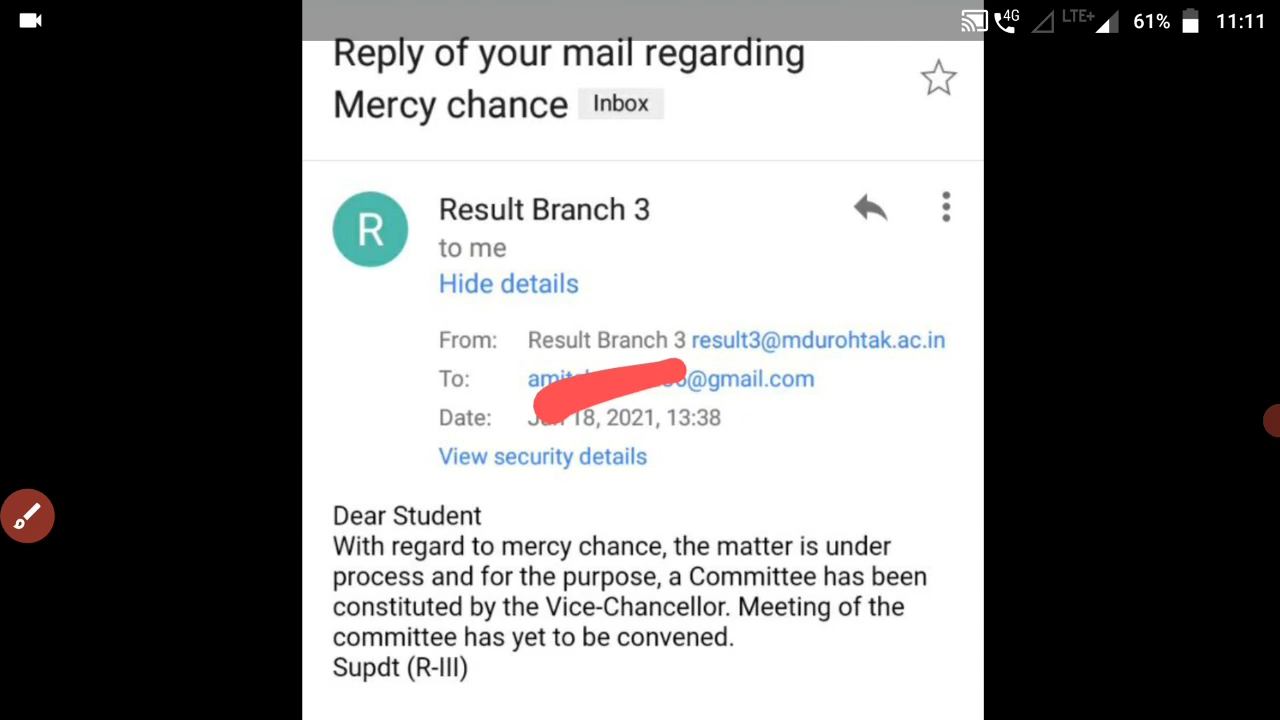 4G LTE+ 61% 11:11
Reply of your mail regarding
Mercy chance Inbox
R
Result Branch 3
to me
Hide details
From: Result Branch 3 result3@mdurohtak.ac.in
To: @gmail.com
Date: 18, 2021, 13:38
View security details
Dear Student
With regard to mercy chance, the matter is under
process and for the purpose, a Committee has been
constituted by the Vice-Chancellor. Meeting of the
committee has yet to be convened.
Supdt (R-III)